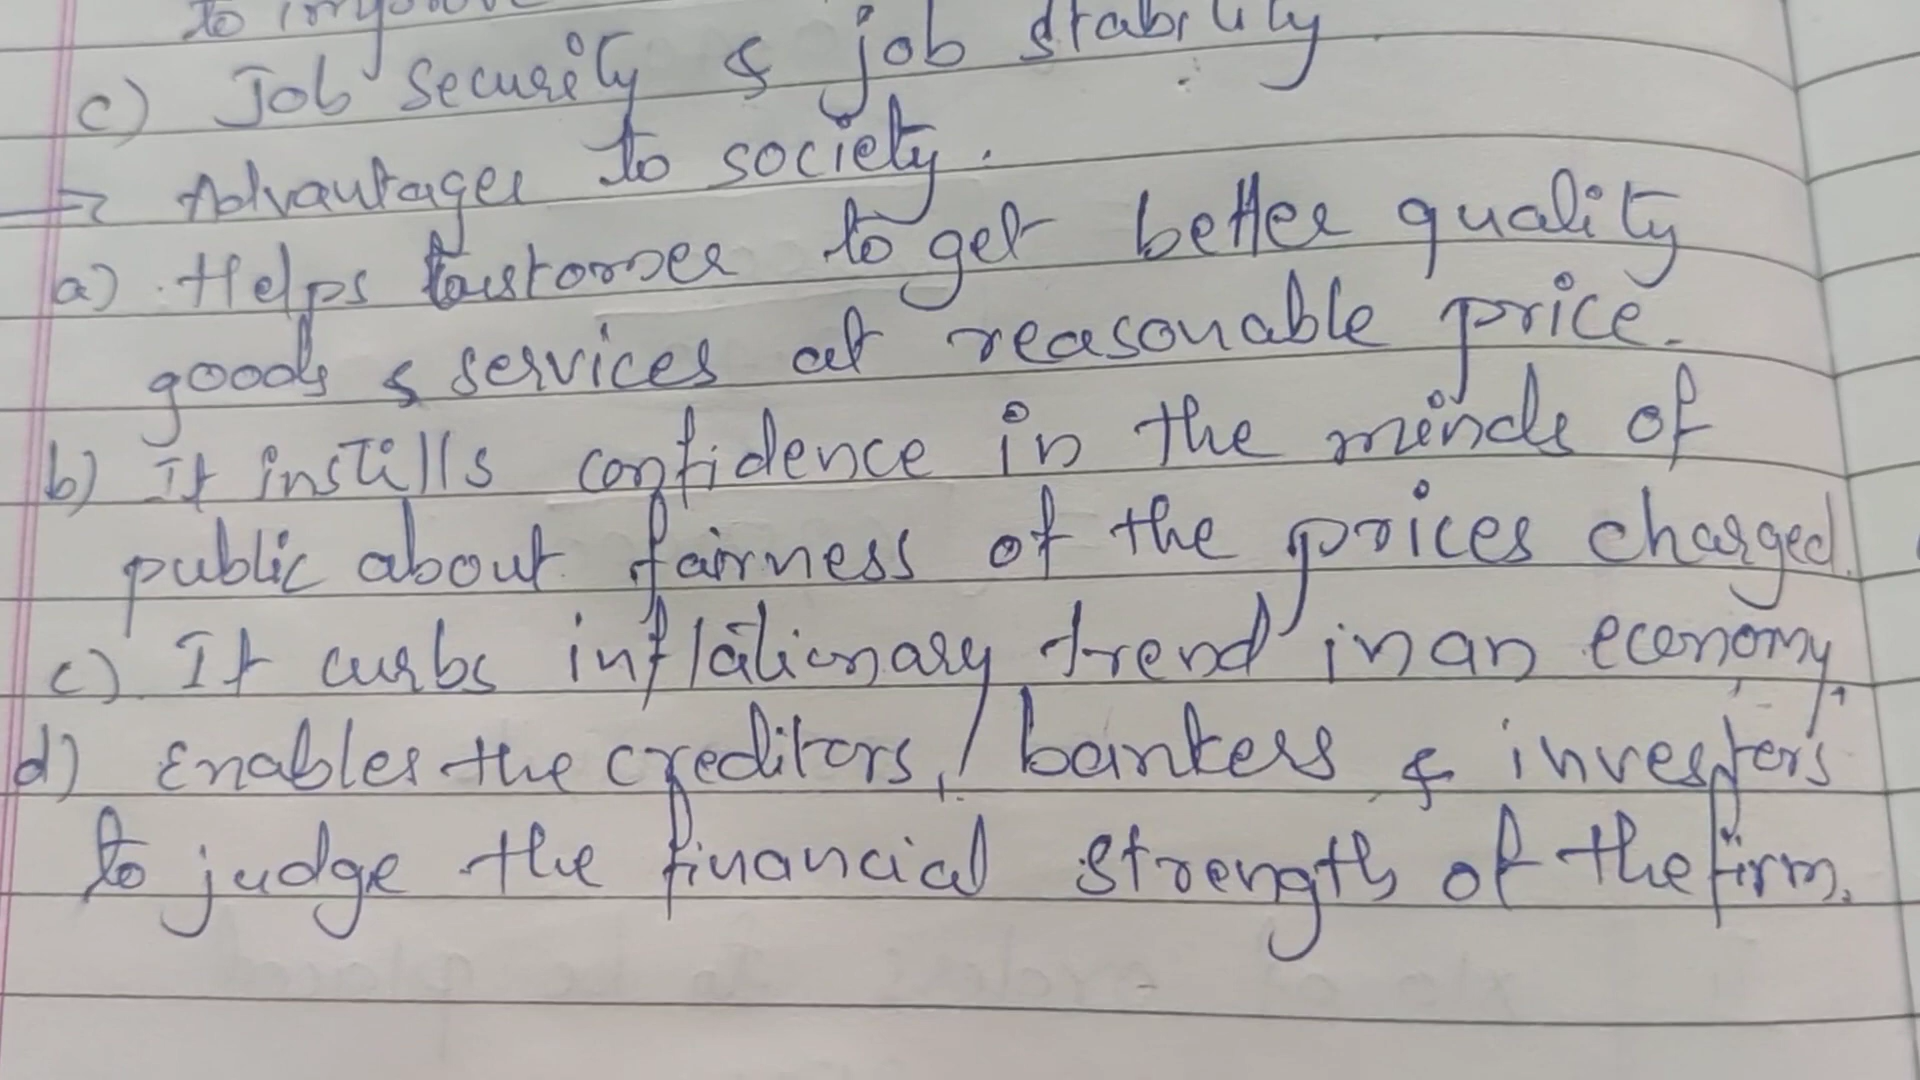 to improve
c) Job Security & job stability
→ Advantages to society.
a) Helps customer to get better quality
goods & services at reasonable price.
b) It instills confidence in the minds of
public about fairness of the prices charged.
c) It curbs inflationary trend in an economy.
d) Enables the creditors, bankers & investors
to judge the financial strength of the firm.